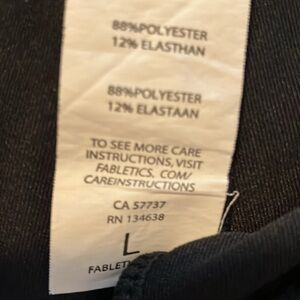 88%POLYESTER
12% ELASTHAN
88%POLYESTER
12% ELASTAAN
TO SEE MORE CARE
INSTRUCTIONS, VISIT
FABLETICS. COM/
CAREINSTRUCTIONS
CA 57737
RN 134638
L